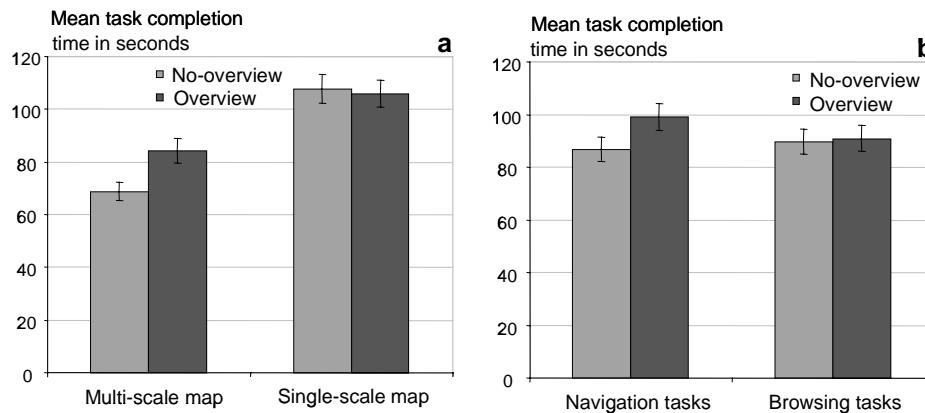 Mean task completion
time in seconds
a
120
100
80
60
40
20
0
No-overview
Overview
Multi-scale map
Single-scale map
Mean task completion
time in seconds
b
120
100
80
60
40
20
0
No-overview
Overview
Navigation tasks
Browsing tasks